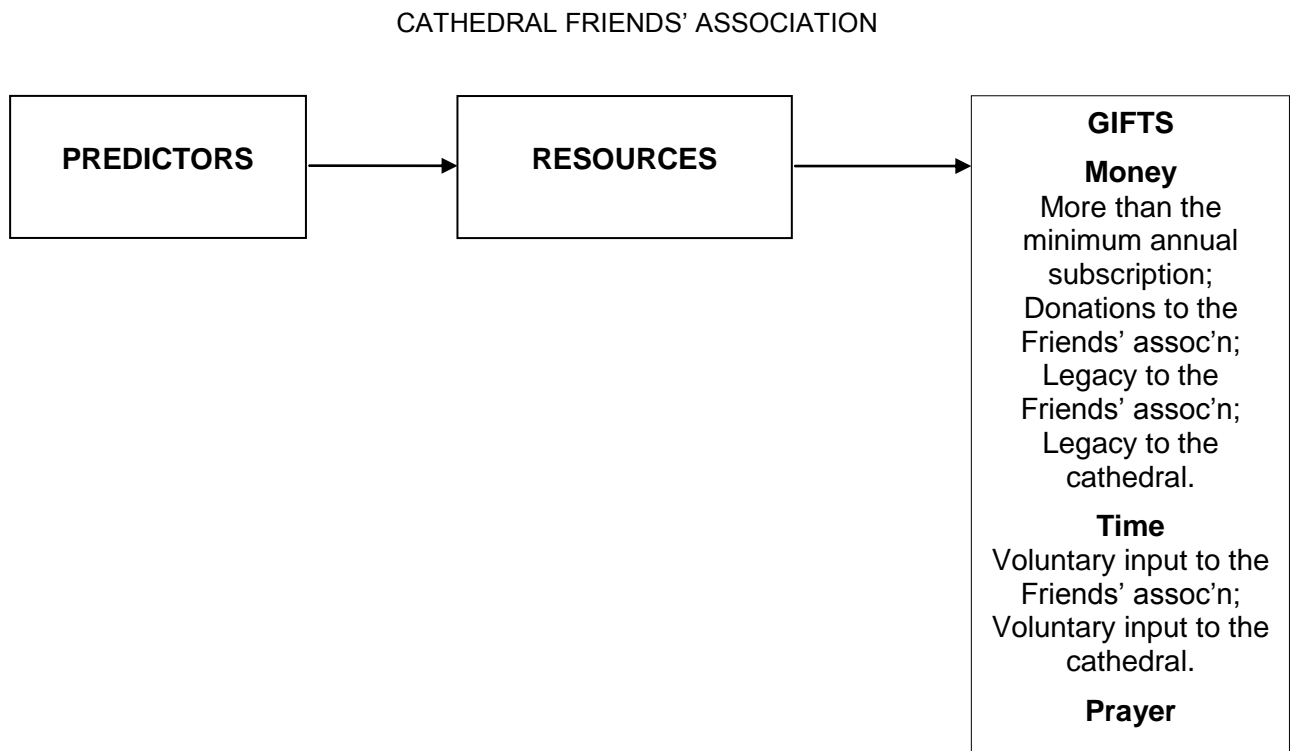 CATHEDRAL FRIENDS’ ASSOCIATION
PREDICTORS
RESOURCES
GIFTS
Money
More than the
minimum annual
subscription;
Donations to the
Friends’ assoc’n;
Legacy to the
Friends’ assoc’n;
Legacy to the
cathedral.
Time
Voluntary input to the
Friends’ assoc’n;
Voluntary input to the
cathedral.
Prayer